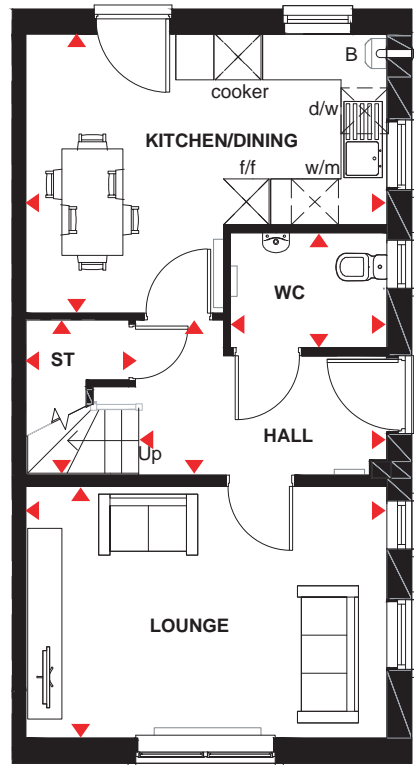 B
cooker
d/w
KITCHEN/DINING
f/f
w/m
WC
ST
HALL
Up
LOUNGE